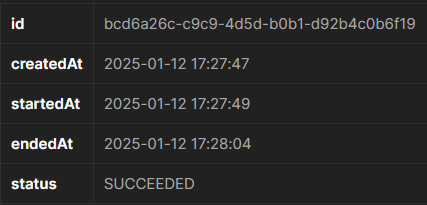 id bcd6a26c-c9c9-4d5d-b0b1-d92b4c0b6f19
createdAt 2025-01-12 17:27:47
startedAt 2025-01-12 17:27:49
endedAt 2025-01-12 17:28:04
status SUCCEEDED